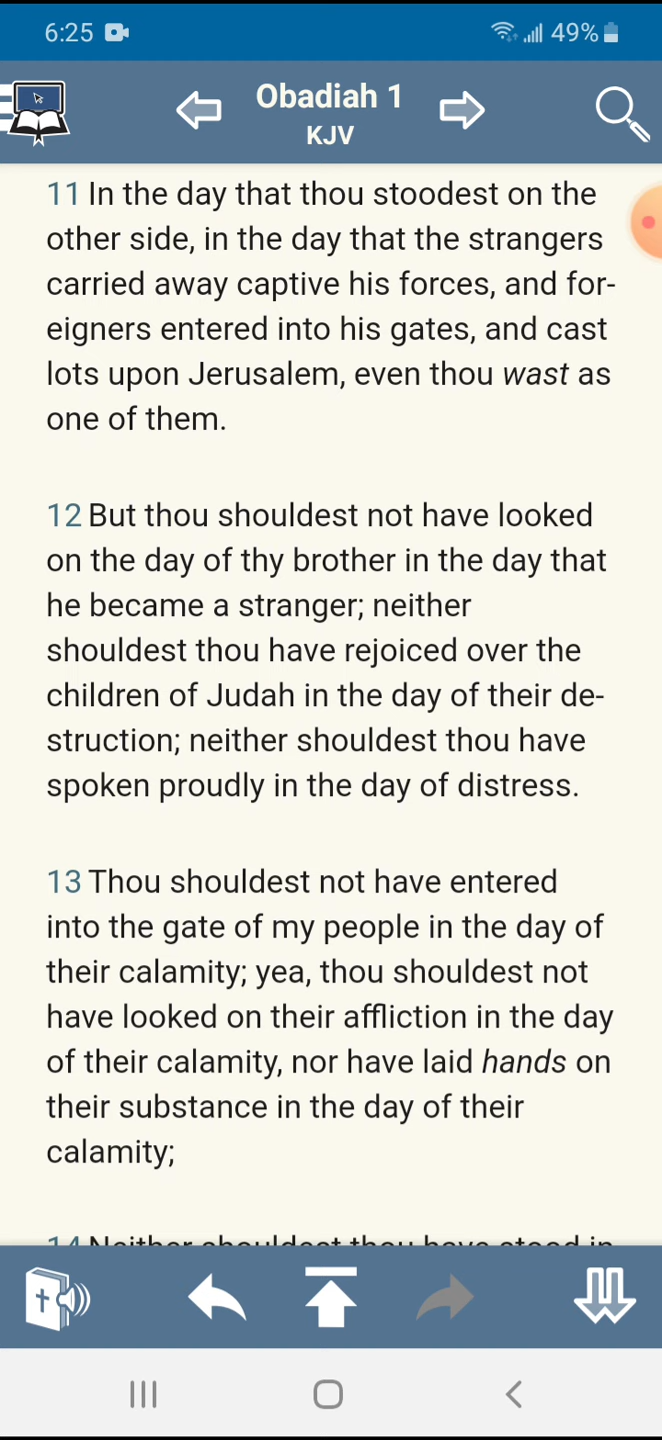 6:25
49%
Obadiah 1
KJV
11 In the day that thou stoodest on the
other side, in the day that the strangers
carried away captive his forces, and for-
eigners entered into his gates, and cast
lots upon Jerusalem, even thou wast as
one of them.
12 But thou shouldest not have looked
on the day of thy brother in the day that
he became a stranger; neither
shouldest thou have rejoiced over the
children of Judah in the day of their de-
struction; neither shouldest thou have
spoken proudly in the day of distress.
13 Thou shouldest not have entered
into the gate of my people in the day of
their calamity; yea, thou shouldest not
have looked on their affliction in the day
of their calamity, nor have laid hands on
their substance in the day of their
calamity;
14 Neither shouldest thou have stood in